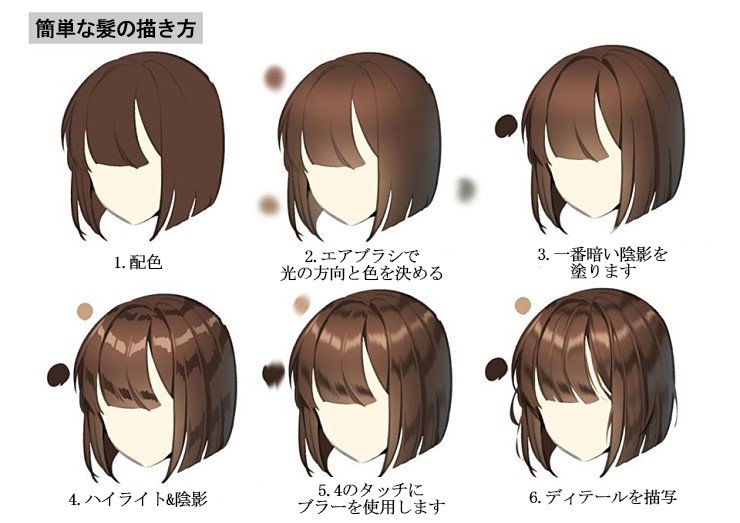 簡単な髪の描き方
1. 配色
2. エアブラシで
光の方向と色を決める
3. 一番暗い陰影を
塗ります
4. ハイライト&陰影
5. 4のタッチに
ブラーを使用します
6. ディテールを描写